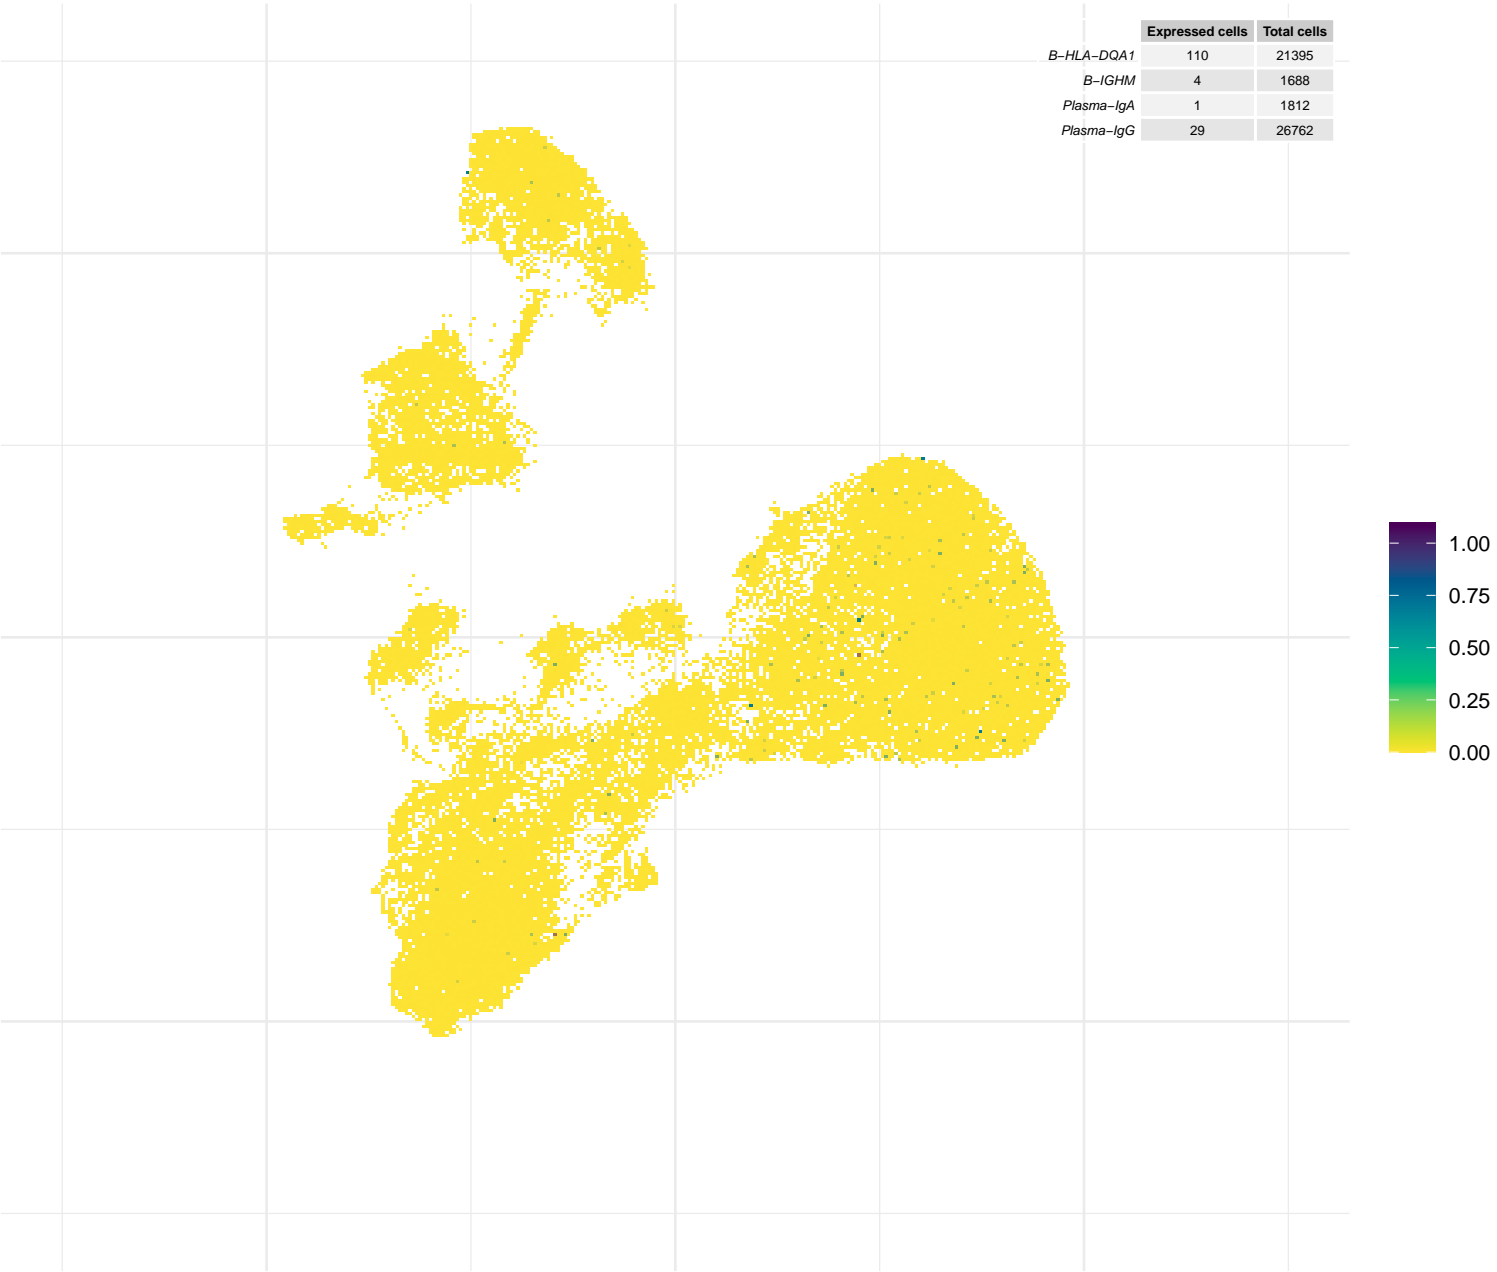 Expressed cells Total cells
B−HLA−DQA1 110 21395
B−IGHM 4 1688
Plasma−IgA 1 1812
Plasma−IgG 29 26762
1.00
0.75
0.50
0.25
0.00